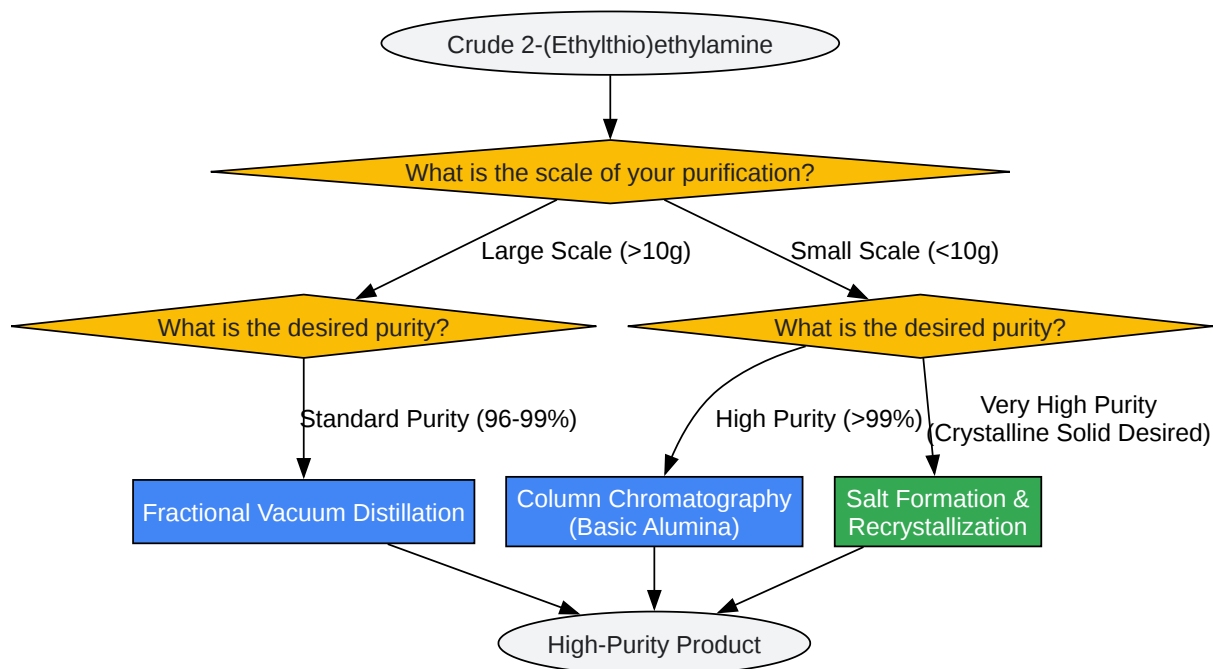 Crude 2-(Ethylthio)ethylamine
What is the scale of your purification?
Large Scale (>10g)
Small Scale (<10g)
What is the desired purity?
What is the desired purity?
Standard Purity (96-99%)
High Purity (>99%)
Very High Purity
(Crystalline Solid Desired)
Fractional Vacuum Distillation
Column Chromatography
(Basic Alumina)
Salt Formation &
Recrystallization
High-Purity Product